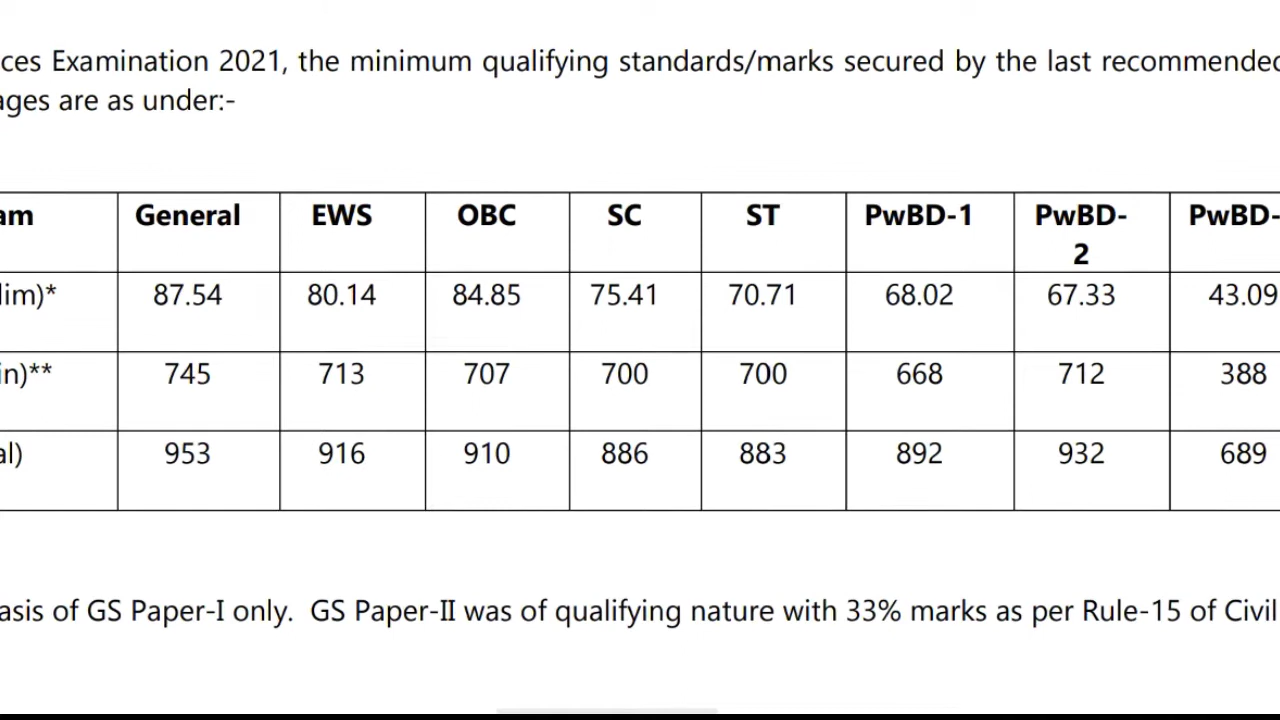 ces Examination 2021, the minimum qualifying standards/marks secured by the last recommended
ages are as under:-
am General EWS OBC SC ST PwBD-1 PwBD- PwBD-
2
lim)* 87.54 80.14 84.85 75.41 70.71 68.02 67.33 43.09
in)** 745 713 707 700 700 668 712 388
al) 953 916 910 886 883 892 932 689
asis of GS Paper-I only. GS Paper-II was of qualifying nature with 33% marks as per Rule-15 of Civil